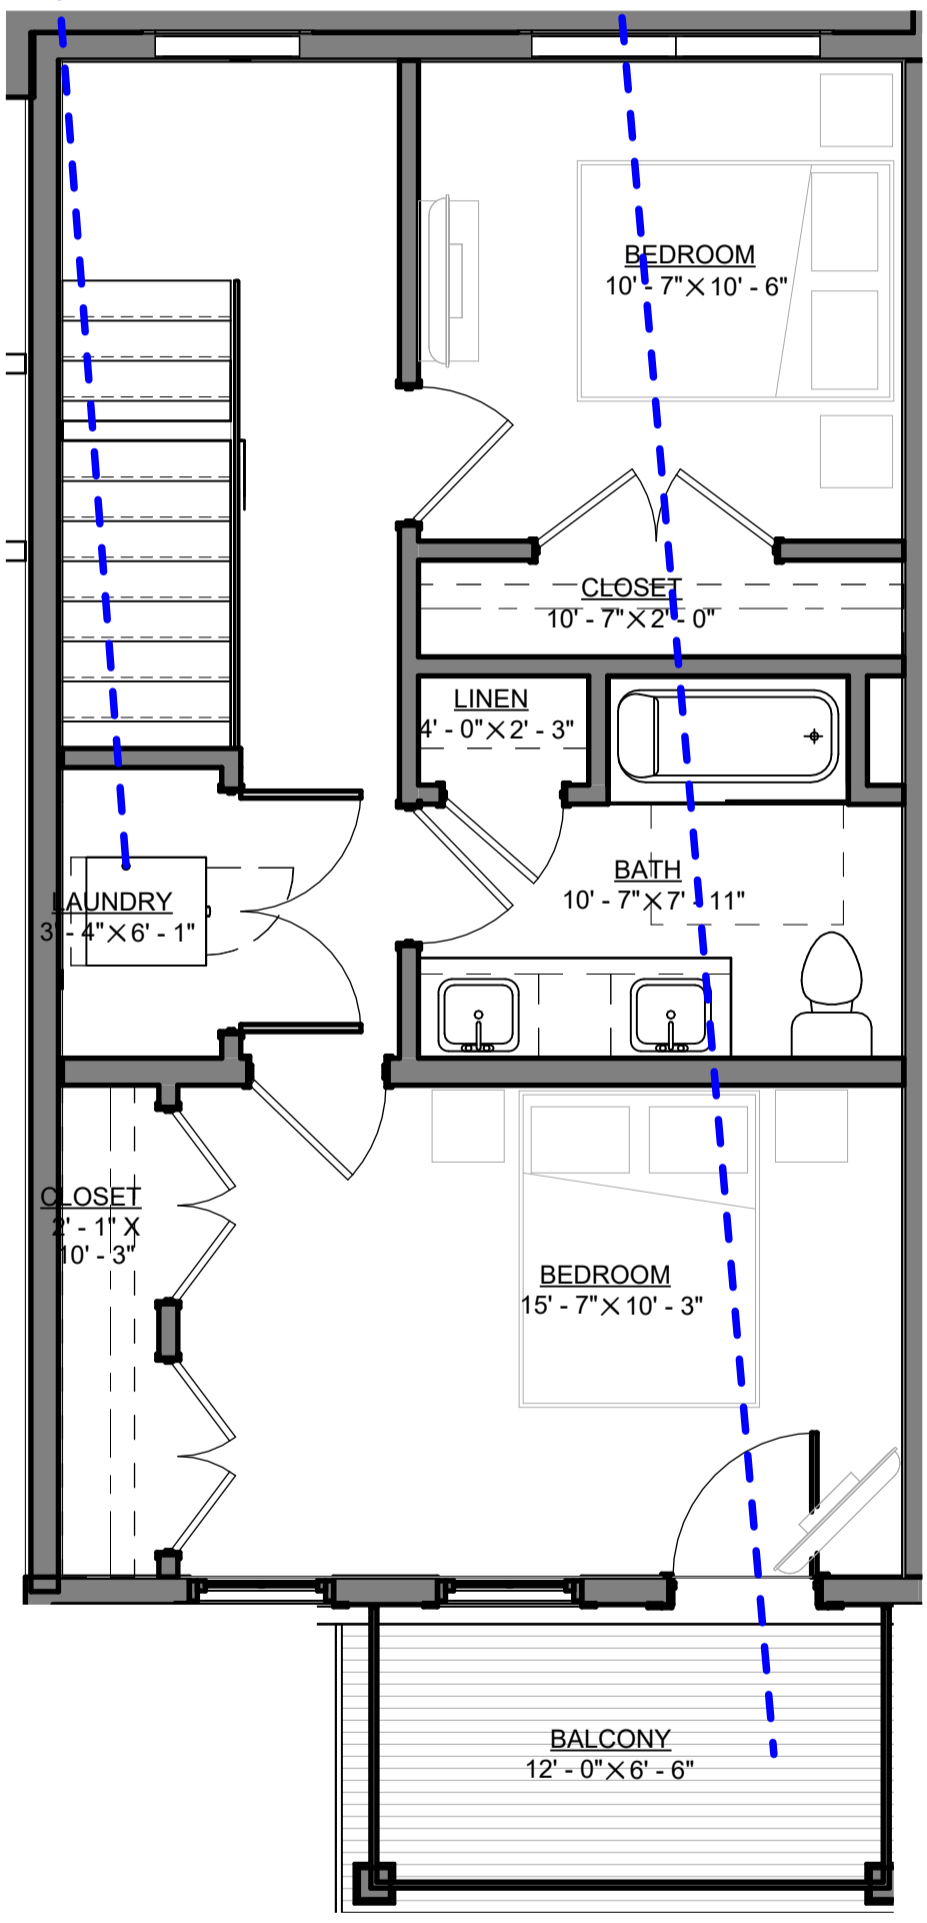 BEDROOM
10' - 7" X 10' - 6"
CLOSET
10' - 7" X 2' - 0"
LINEN
4' - 0" X 2' - 3"
BATH
10' - 7" X 7' - 11"
LAUNDRY
3' - 4" X 6' - 1"
CLOSET
2' - 1" X
10' - 3"
BEDROOM
15' - 7" X 10' - 3"
BALCONY
12' - 0" X 6' - 6"